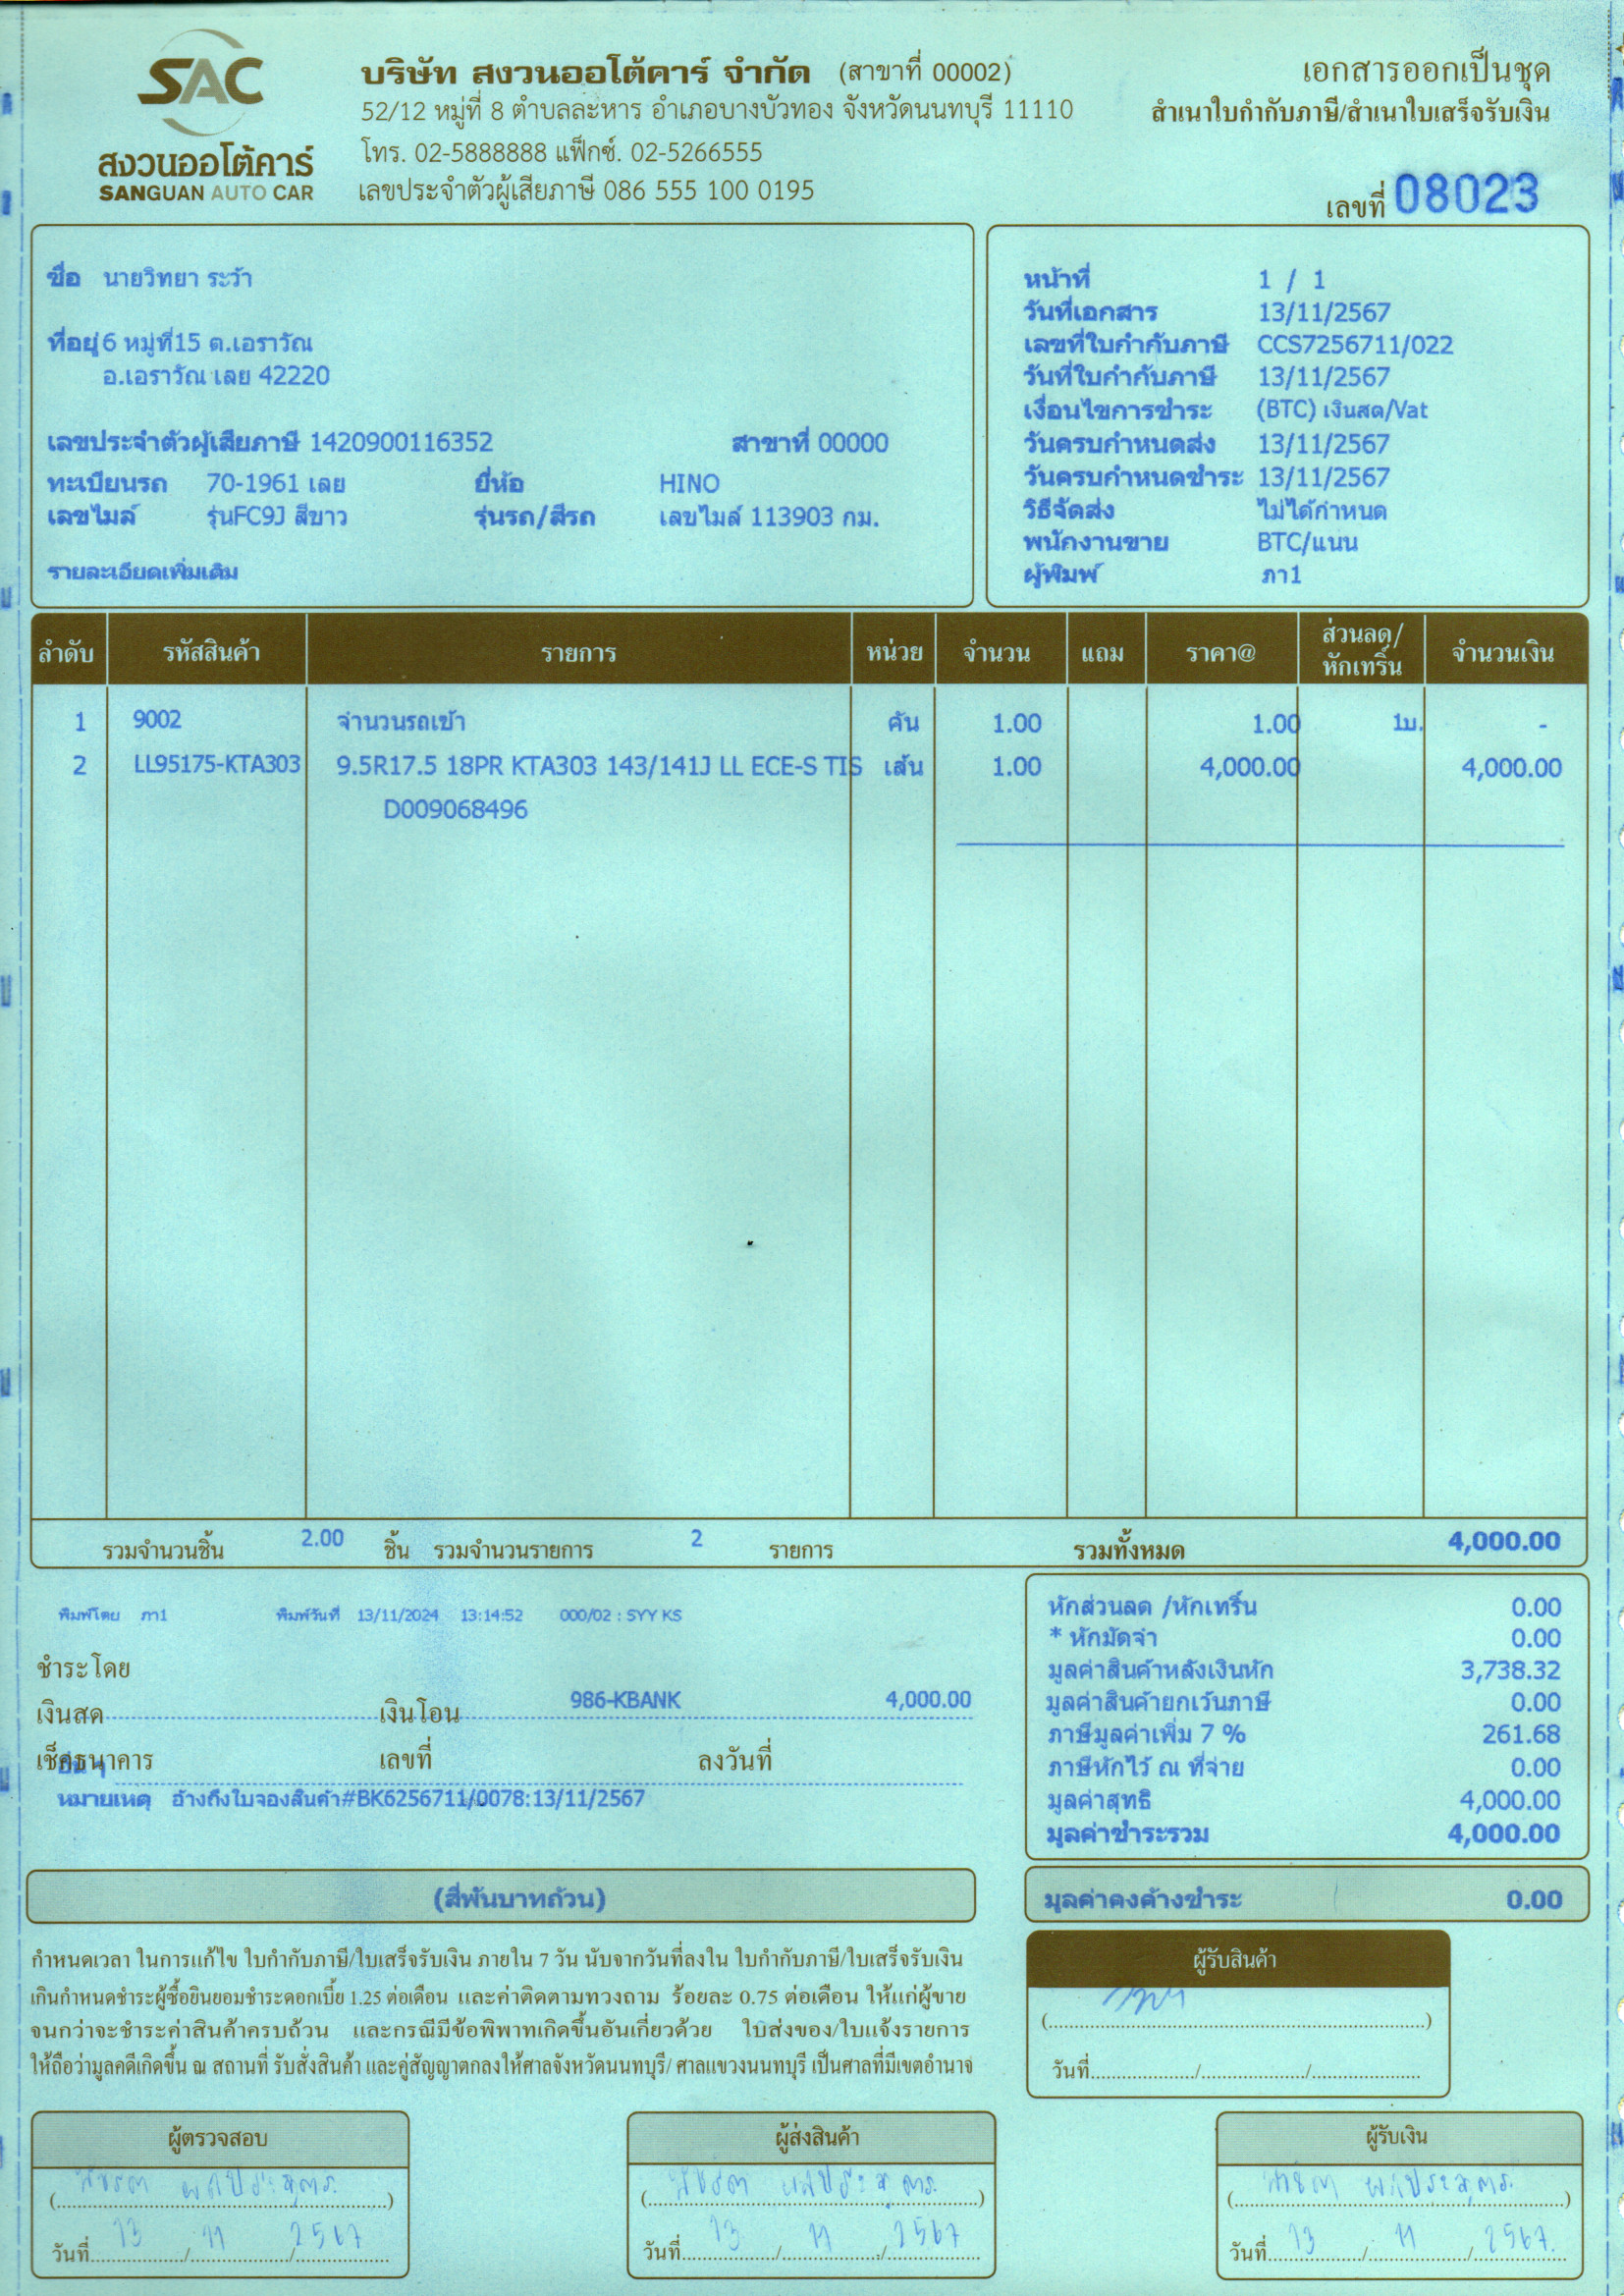 SAC
สงวนออโต้คาร์
SANGUAN AUTO CAR
บริษัท สงวนออโต้คาร์ จำกัด (สาขาที่ 00002)
52/12 หมู่ที่ 8 ตำบลละหาร อำเภอบางบัวทอง จังหวัดนนทบุรี 11110
โทร. 02-5888888 แฟ็กซ์. 02-5266555
เลขประจำตัวผู้เสียภาษี 086 555 100 0195
เอกสารออกเป็นชุด
สำเนาใบกำกับภาษี/สำเนาใบเสร็จรับเงิน
เลขที่ 08023
ชื่อ นายวิทยา ระว้า
ที่อยู่ 6 หมู่ที่15 ต.เอราวัณ
อ.เอราวัณ เลย 42220
เลขประจำตัวผู้เสียภาษี 1420900116352 สาขาที่ 00000
ทะเบียนรถ 70-1961 เลย ยี่ห้อ HINO
เลขไมล์ รุ่นFC9J สีขาว รุ่นรถ/สีรถ เลขไมล์ 113903 กม.
รายละเอียดเพิ่มเติม
หน้าที่ 1 / 1
วันที่เอกสาร 13/11/2567
เลขที่ใบกำกับภาษี CCS7256711/022
วันที่ใบกำกับภาษี 13/11/2567
เงื่อนไขการชำระ (BTC) เงินสด/Vat
วันครบกำหนดส่ง 13/11/2567
วันครบกำหนดชำระ 13/11/2567
วิธีจัดส่ง ไม่ได้กำหนด
พนักงานขาย BTC/แนน
ผู้พิมพ์ ภา1
ลำดับ รหัสสินค้า รายการ หน่วย จำนวน แถม ราคา@ ส่วนลด/หักเทริ์น จำนวนเงิน
1 9002 จำนวนรถเข้า คัน 1.00 1.00 1บ. -
2 LL95175-KTA303 9.5R17.5 18PR KTA303 143/141J LL ECE-S TIS เส้น 1.00 4,000.00 4,000.00
D009068496
รวมจำนวนชิ้น 2.00 ชิ้น รวมจำนวนรายการ 2 รายการ รวมทั้งหมด 4,000.00
พิมพ์โดย ภา1 พิมพ์วันที่ 13/11/2024 13:14:52 000/02 : SYY KS
ชำระโดย
เงินสด เงินโอน 986-KBANK 4,000.00
เช็คธนาคาร เลขที่ ลงวันที่
อื่น ๆ
หมายเหตุ อ้างถึงใบจองสินค้า#BK6256711/0078:13/11/2567
หักส่วนลด /หักเทริ์น 0.00
* หักมัดจำ 0.00
มูลค่าสินค้าหลังเงินหัก 3,738.32
มูลค่าสินค้ายกเว้นภาษี 0.00
ภาษีมูลค่าเพิ่ม 7 % 261.68
ภาษีหักไว้ ณ ที่จ่าย 0.00
มูลค่าสุทธิ 4,000.00
มูลค่าชำระรวม 4,000.00
(สี่พันบาทถ้วน)
มูลค่าคงค้างชำระ 0.00
กำหนดเวลา ในการแก้ไข ใบกำกับภาษี/ใบเสร็จรับเงิน ภายใน 7 วัน นับจากวันที่ลงใน ใบกำกับภาษี/ใบเสร็จรับเงิน
เกินกำหนดชำระผู้ซื้อยินยอมชำระดอกเบี้ย 1.25 ต่อเดือน และค่าติดตามทวงถาม ร้อยละ 0.75 ต่อเดือน ให้แก่ผู้ขาย
จนกว่าจะชำระค่าสินค้าครบถ้วน และกรณีมีข้อพิพาทเกิดขึ้นอันเกี่ยวด้วย ใบส่งของ/ใบแจ้งรายการ
ให้ถือว่ามูลคดีเกิดขึ้น ณ สถานที่ รับสั่งสินค้า และคู่สัญญาตกลงให้ศาลจังหวัดนนทบุรี/ ศาลแขวงนนทบุรี เป็นศาลที่มีเขตอำนาจ
ผู้รับสินค้า
วันที่
ผู้ตรวจสอบ
วันที่ 13 / 11 / 2567
ผู้ส่งสินค้า
วันที่ 13 / 11 / 2567
ผู้รับเงิน
วันที่ 13 / 11 / 2567